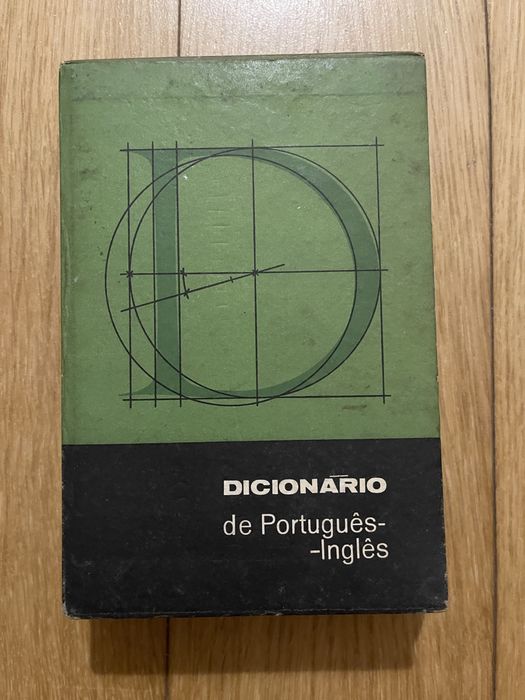 D
DICIONÁRIO
de Português-
-Inglês